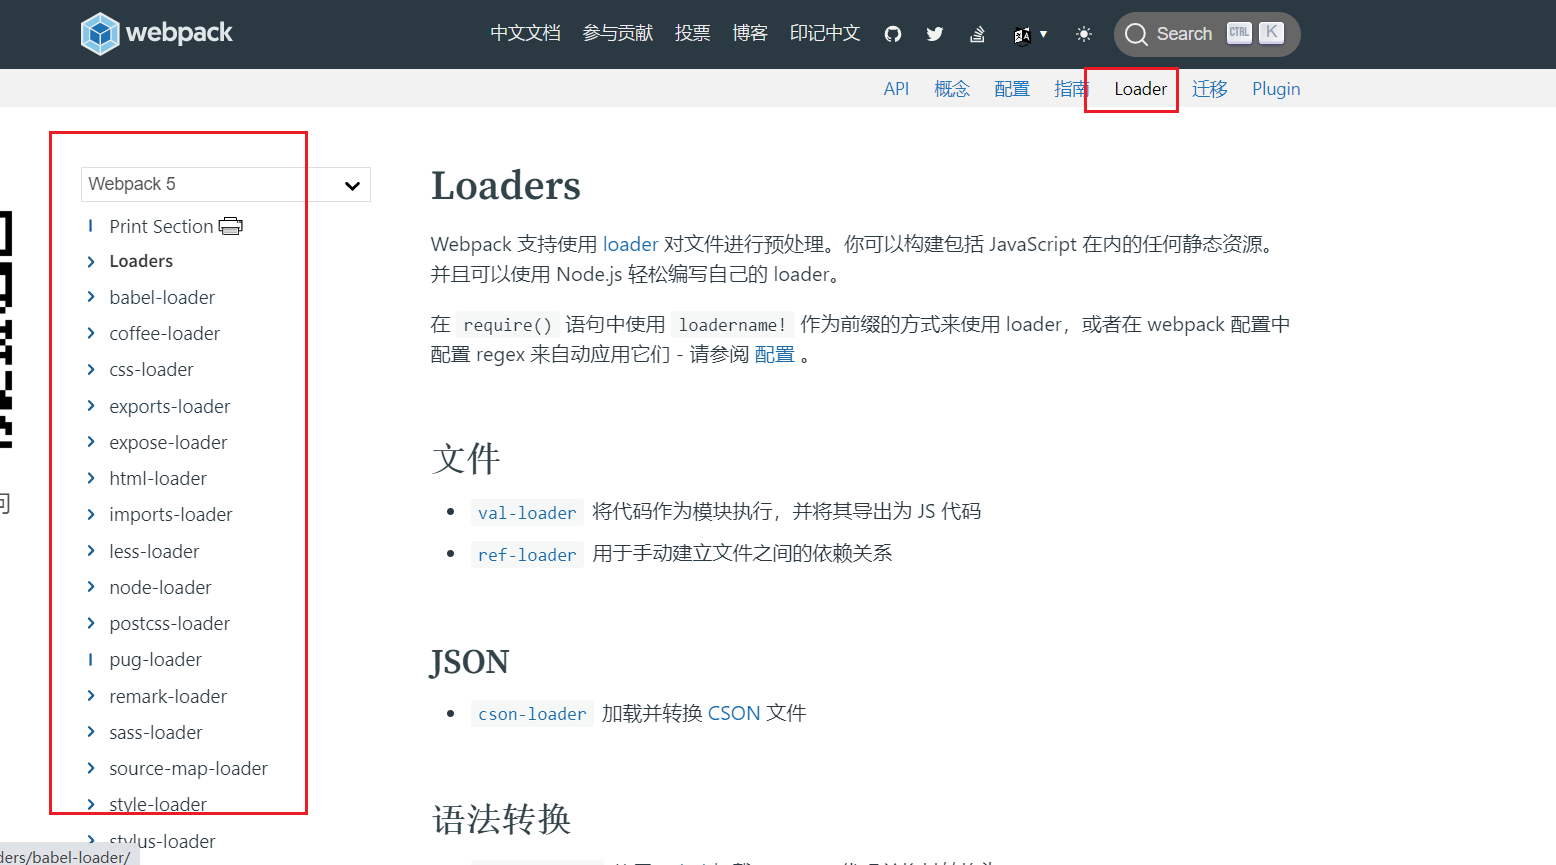 webpack
中文文档 参与贡献 投票 博客 印记中文 Search CTRL K
API 概念 配置 指南 Loader 迁移 Plugin
Webpack 5
Print Section
Loaders
babel-loader
coffee-loader
css-loader
exports-loader
expose-loader
html-loader
imports-loader
less-loader
node-loader
postcss-loader
pug-loader
remark-loader
sass-loader
source-map-loader
style-loader
stylus-loader
ders/babel-loader/
Loaders
Webpack 支持使用 loader 对文件进行预处理。你可以构建包括 JavaScript 在内的任何静态资源。
并且可以使用 Node.js 轻松编写自己的 loader。
在 require() 语句中使用 loadername! 作为前缀的方式来使用 loader，或者在 webpack 配置中
配置 regex 来自动应用它们 - 请参阅 配置 。
文件
val-loader 将代码作为模块执行，并将其导出为 JS 代码
ref-loader 用于手动建立文件之间的依赖关系
JSON
cson-loader 加载并转换 CSON 文件
语法转换